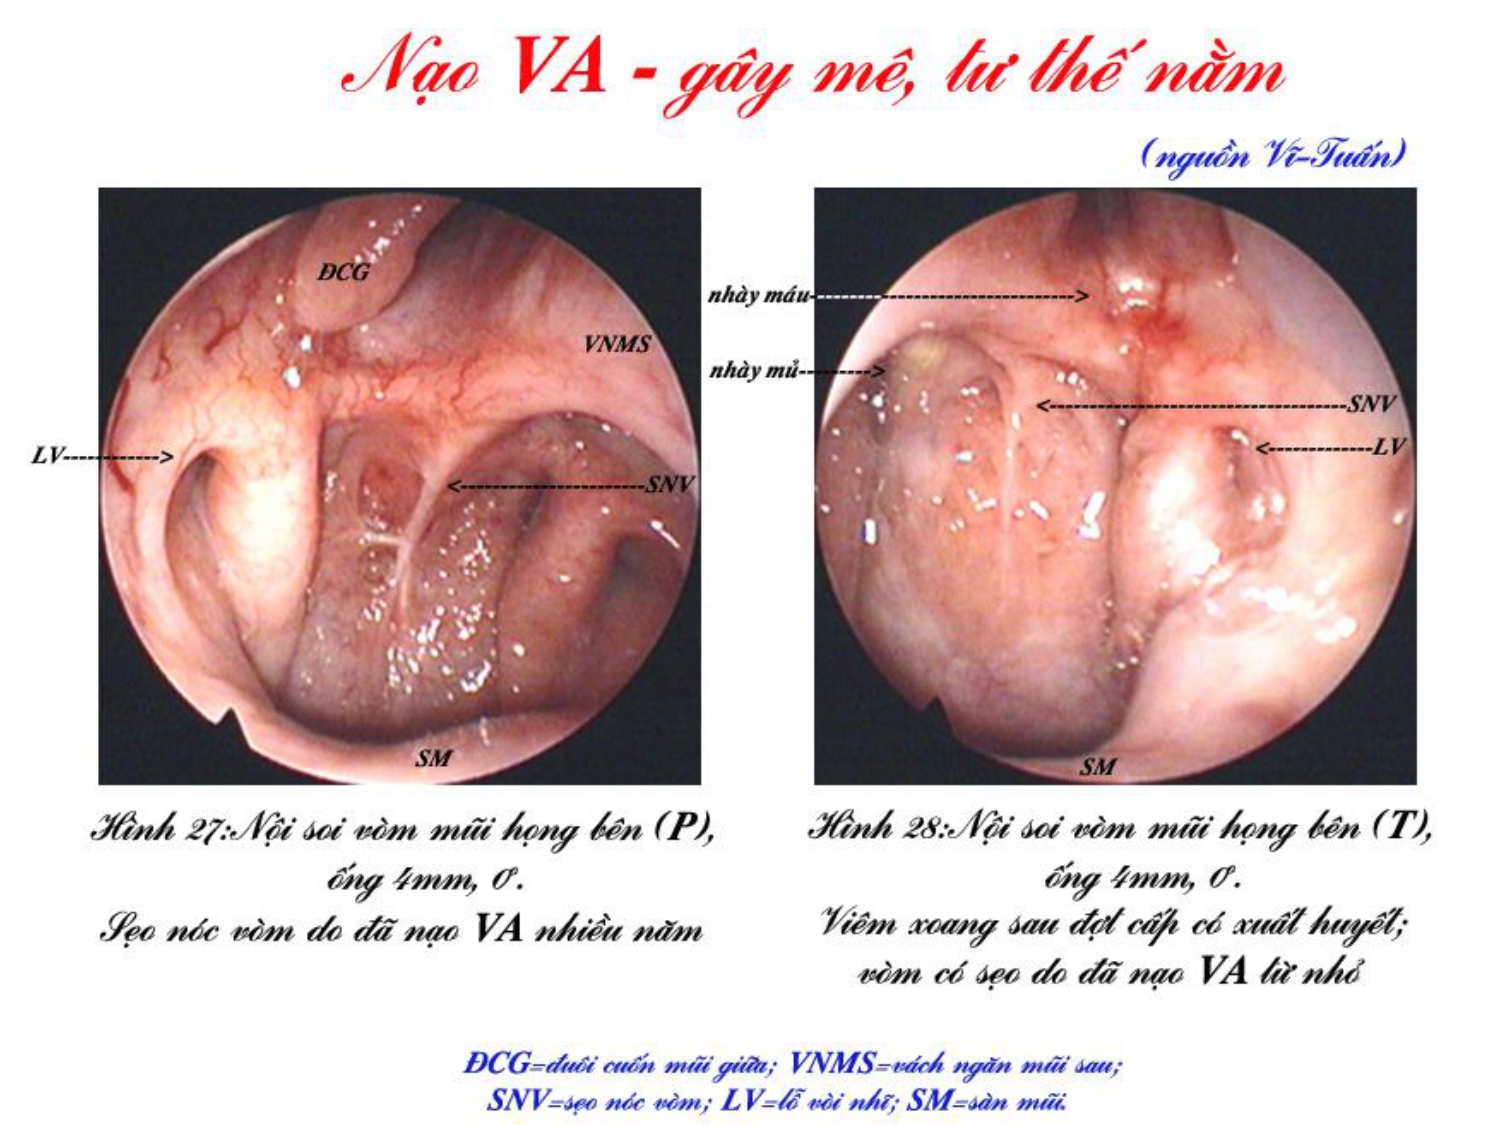 Nạo VA - gây mê, tư thế nằm
(nguồn Vĩ-Tuấn)
ĐCG
VNMS
LV------------>
<-----------------------SNV
SM
nhày máu------------------------------>
nhày mủ--------->
<-----------------------------------SNV
<-------------LV
SM
Hình 27:Nội soi vòm mũi họng bên (P),
ống 4mm, 0°.
Sẹo nóc vòm do đã nạo VA nhiều năm
Hình 28:Nội soi vòm mũi họng bên (T),
ống 4mm, 0°.
Viêm xoang sau đợt cấp có xuất huyết;
vòm có sẹo do đã nạo VA từ nhỏ
ĐCG=đuôi cuốn mũi giữa; VNMS=vách ngăn mũi sau;
SNV=sẹo nóc vòm; LV=lỗ vòi nhĩ; SM=sàn mũi.